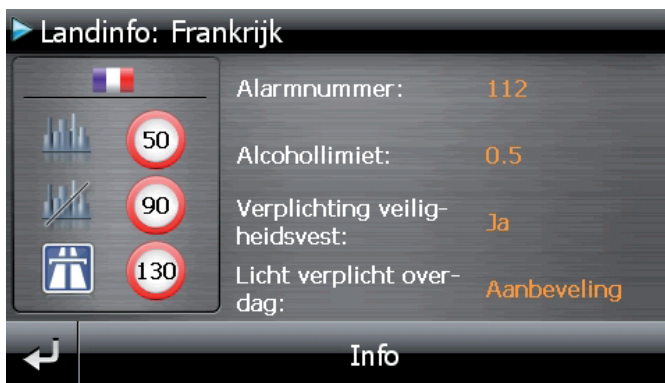 Landinfo: Frankrijk
50
90
130
Alarmnummer: 112
Alcohollimiet: 0.5
Verplichting veilig-
heidsvest: Ja
Licht verplicht over-
dag: Aanbeveling
Info